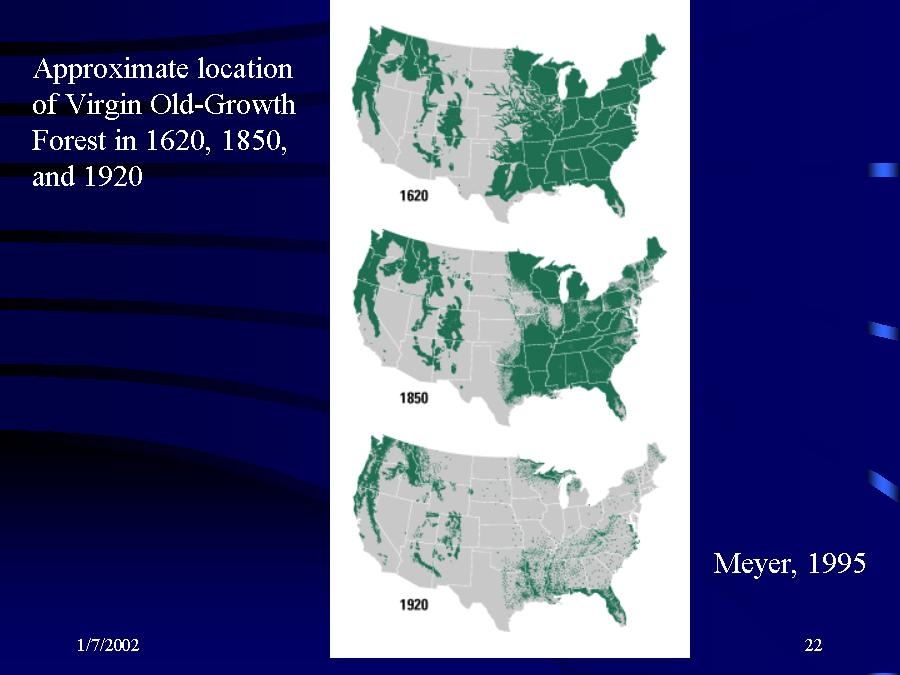 Approximate location
of Virgin Old-Growth
Forest in 1620, 1850,
and 1920
1620
1850
1920
Meyer, 1995
1/7/2002
22